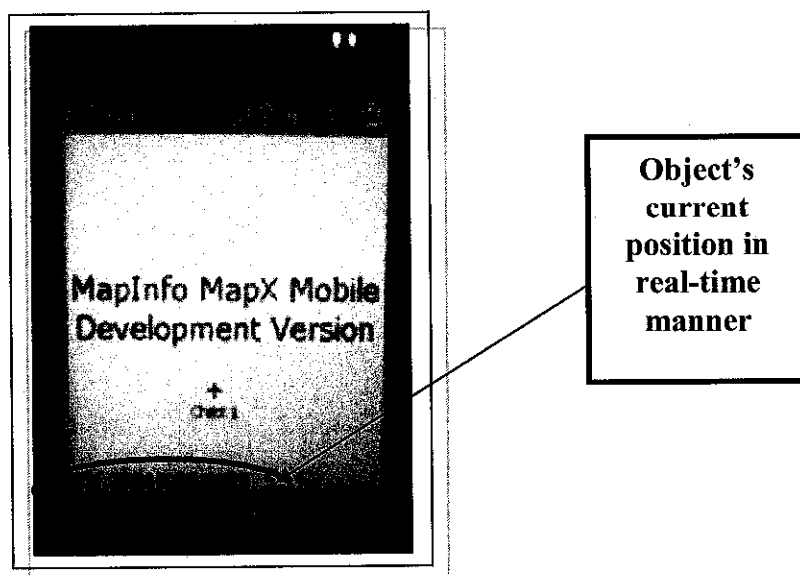 MapInfo MapX Mobile
Development Version
Object's
current
position in
real-time
manner